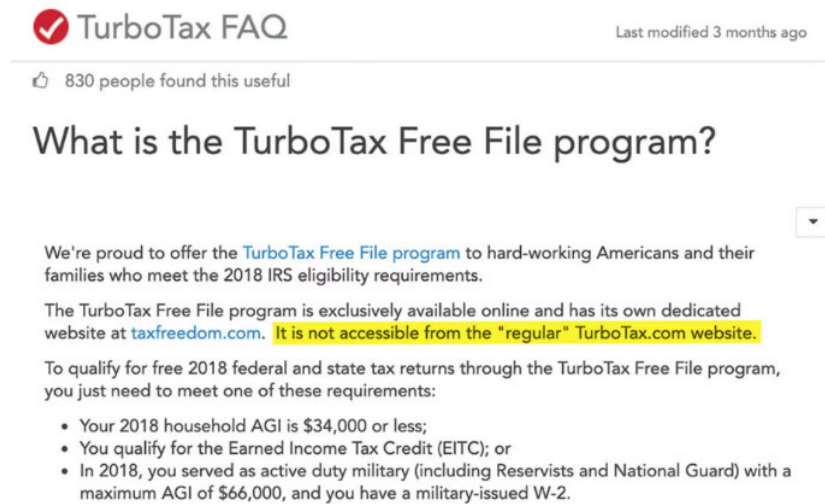 TurboTax FAQ
Last modified 3 months ago
830 people found this useful
What is the TurboTax Free File program?
We're proud to offer the TurboTax Free File program to hard-working Americans and their
families who meet the 2018 IRS eligibility requirements.
The TurboTax Free File program is exclusively available online and has its own dedicated
website at taxfreedom.com. It is not accessible from the "regular" TurboTax.com website.
To qualify for free 2018 federal and state tax returns through the TurboTax Free File program,
you just need to meet one of these requirements:
• Your 2018 household AGI is $34,000 or less;
• You qualify for the Earned Income Tax Credit (EITC); or
• In 2018, you served as active duty military (including Reservists and National Guard) with a
maximum AGI of $66,000, and you have a military-issued W-2.